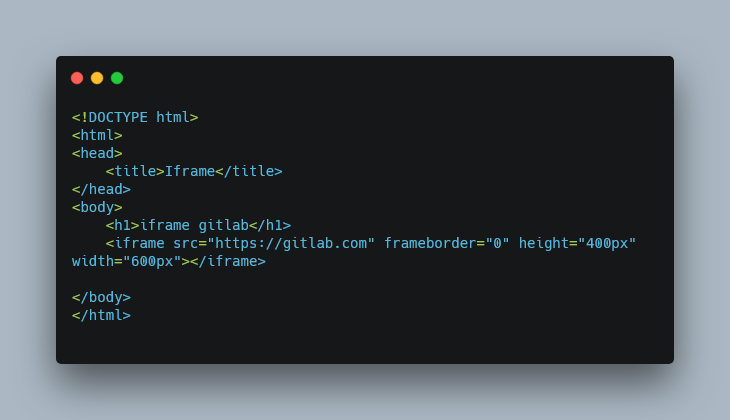 <!DOCTYPE html>
<html>
<head>
    <title>Iframe</title>
</head>
<body>
    <h1>iframe gitlab</h1>
    <iframe src="https://gitlab.com" frameborder="0" height="400px"
width="600px"></iframe>

</body>
</html>